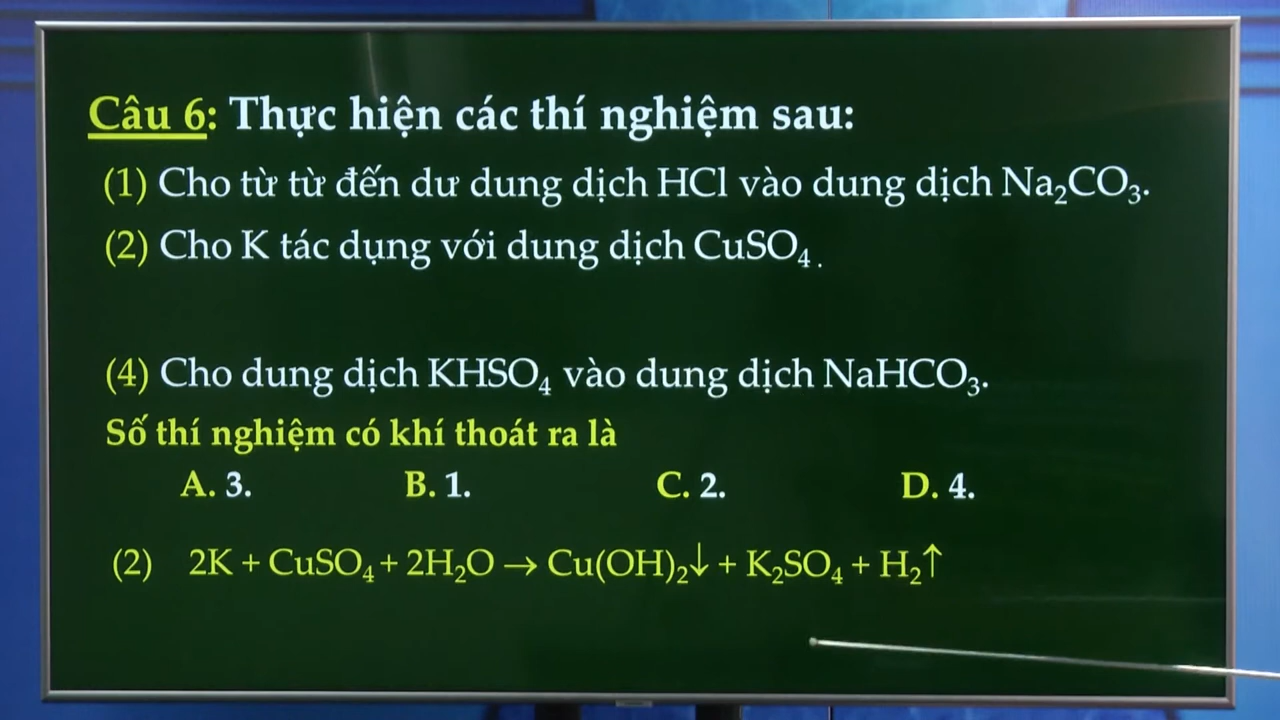 Câu 6: Thực hiện các thí nghiệm sau:
(1) Cho từ từ đến dư dung dịch HCl vào dung dịch Na₂CO₃.
(2) Cho K tác dụng với dung dịch CuSO₄.
(4) Cho dung dịch KHSO₄ vào dung dịch NaHCO₃.
Số thí nghiệm có khí thoát ra là
A. 3. B. 1. C. 2. D. 4.
(2) 2K + CuSO₄ + 2H₂O → Cu(OH)₂↓ + K₂SO₄ + H₂↑